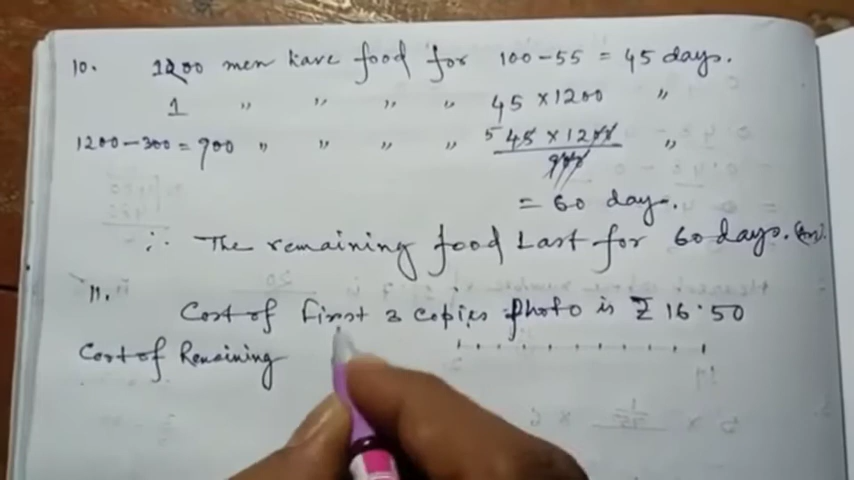 10. 1200 men have food for 100-55 = 45 days.
1 " " " " 45 x 1200 "
1200-300 = 900 " " " " 5 45 x 1200 "
900
= 60 days.
∴ The remaining food Last for 60 days. (Ans).
11.
Cost of first 3 copies photo is ₹ 16.50
Cost of Remaining